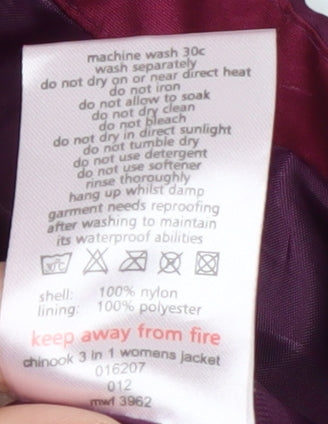 machine wash 30c
wash separately
do not dry on or near direct heat
do not iron
do not allow to soak
do not dry clean
do not bleach
do not dry in direct sunlight
do not tumble dry
do not use detergent
do not use softener
rinse thoroughly
hang up whilst damp
garment needs reproofing
after washing to maintain
its waterproof abilities
30°C
shell: 100% nylon
lining: 100% polyester
keep away from fire
chinook 3 in 1 womens jacket
016207
012
mwf 3962